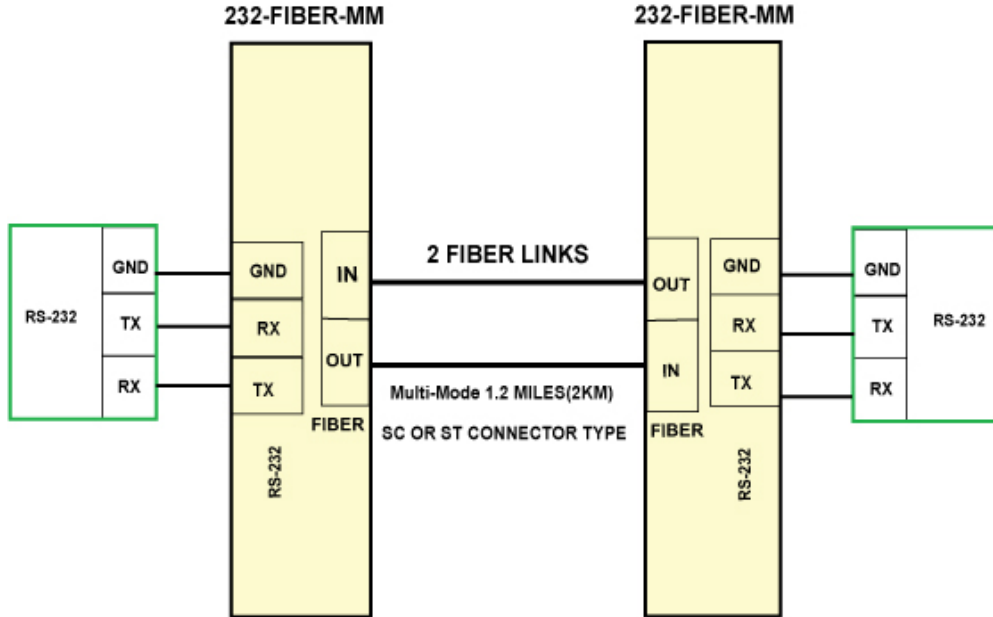 232-FIBER-MM
232-FIBER-MM
RS-232
GND
TX
RX
GND
RX
TX
RS-232
IN
OUT
FIBER
2 FIBER LINKS
Multi-Mode 1.2 MILES(2KM)
SC OR ST CONNECTOR TYPE
OUT
IN
FIBER
GND
RX
TX
RS-232
GND
TX
RX
RS-232